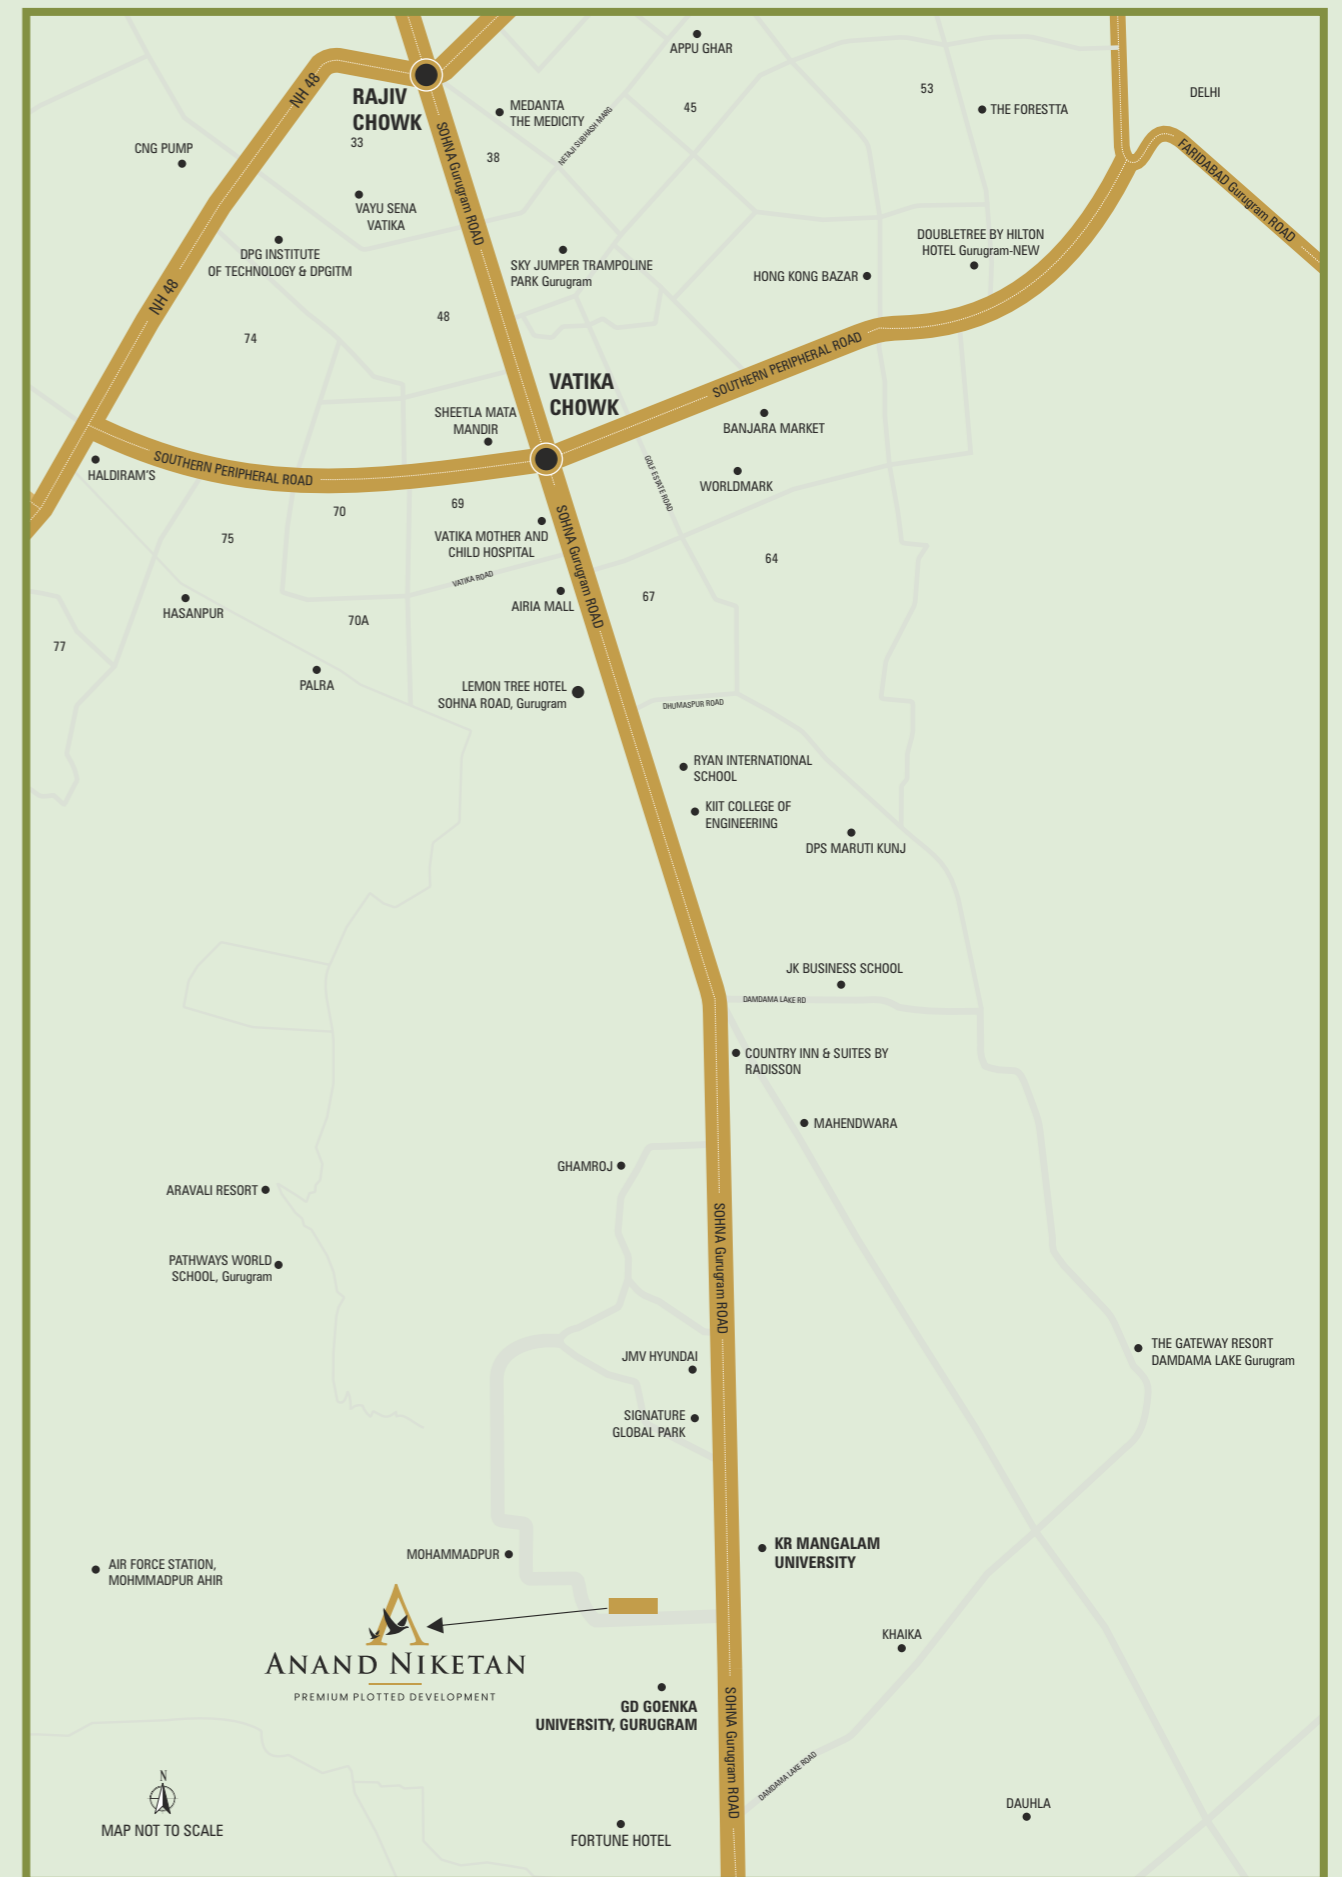 APPU GHAR
NH 48
RAJIV
CHOWK
33
MEDANTA
THE MEDICITY
NETAJI SUBHASH MARG
45
53
THE FORESTTA
DELHI
FARIDABAD Gurugram ROAD
CNG PUMP
38
SOHNA Gurugram ROAD
VAYU SENA
VATIKA
DPG INSTITUTE
OF TECHNOLOGY & DPGITM
SKY JUMPER TRAMPOLINE
PARK Gurugram
HONG KONG BAZAR
DOUBLETREE BY HILTON
HOTEL Gurugram-NEW
NH 48
48
74
SOUTHERN PERIPHERAL ROAD
VATIKA
CHOWK
SHEETLA MATA
MANDIR
BANJARA MARKET
HALDIRAM'S
SOUTHERN PERIPHERAL ROAD
GOLF ESTATE ROAD
WORLDMARK
70
69
75
VATIKA MOTHER AND
CHILD HOSPITAL
SOHNA Gurugram ROAD
64
VATIKA ROAD
HASANPUR
70A
AIRIA MALL
67
77
PALRA
LEMON TREE HOTEL
SOHNA ROAD, Gurugram
DHUMASPUR ROAD
RYAN INTERNATIONAL
SCHOOL
KIIT COLLEGE OF
ENGINEERING
DPS MARUTI KUNJ
JK BUSINESS SCHOOL
DAMDAMA LAKE RD
COUNTRY INN & SUITES BY
RADISSON
MAHENDWARA
GHAMROJ
ARAVALI RESORT
SOHNA Gurugram ROAD
PATHWAYS WORLD
SCHOOL, Gurugram
JMV HYUNDAI
THE GATEWAY RESORT
DAMDAMA LAKE Gurugram
SIGNATURE
GLOBAL PARK
KR MANGALAM
UNIVERSITY
MOHAMMADPUR
AIR FORCE STATION,
MOHMMADPUR AHIR
KHAIKA
ANAND NIKETAN
PREMIUM PLOTTED DEVELOPMENT
GD GOENKA
UNIVERSITY, GURUGRAM
SOHNA Gurugram ROAD
DAMDAMA LAKE ROAD
N
MAP NOT TO SCALE
DAUHLA
FORTUNE HOTEL